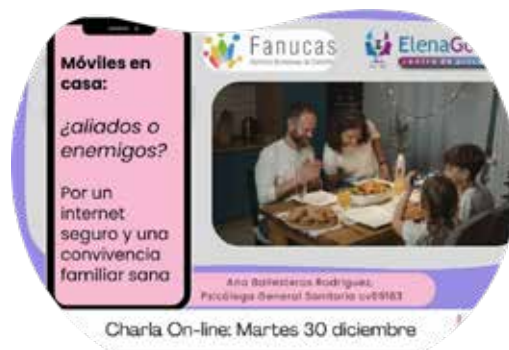 Móviles en
casa:
¿aliados o
enemigos?
Por un
internet
seguro y una
convivencia
familiar sana
Fanucas
ElenaGo
Ana Ballesteros Rodríguez,
Psicóloga General Sanitaria
Charla On-line: Martes 30 diciembre